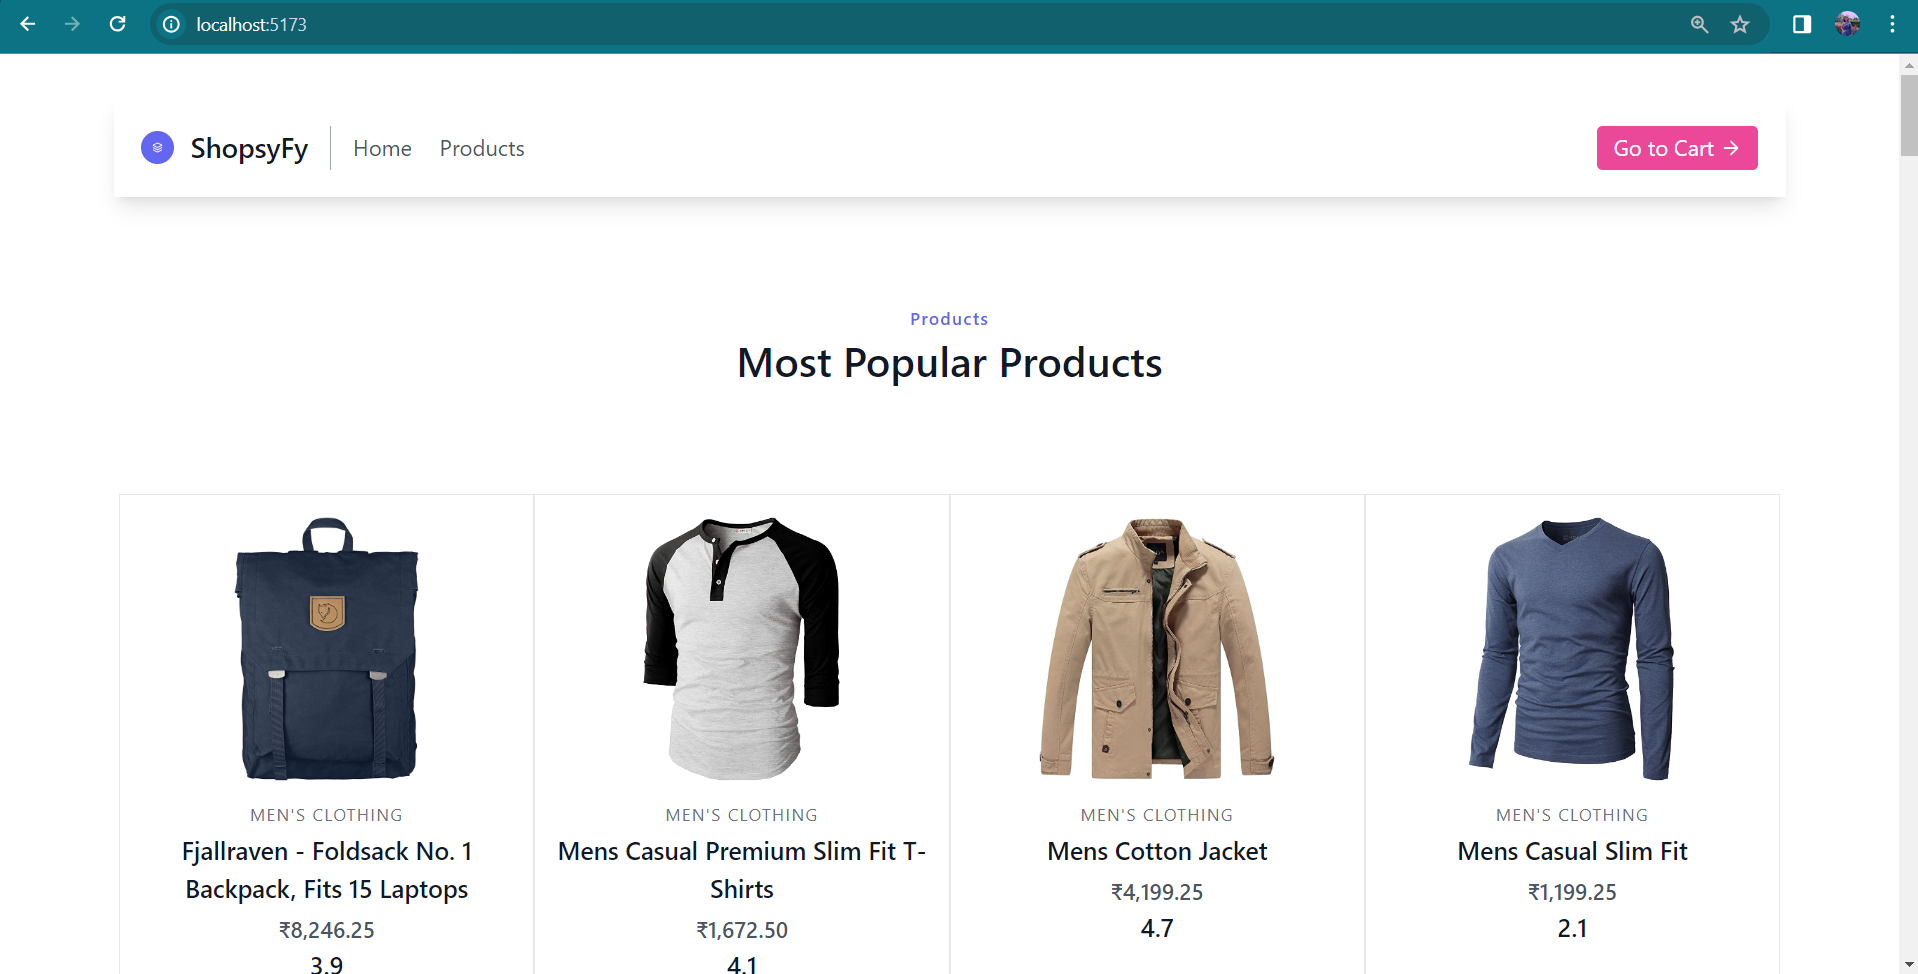 localhost:5173
ShopsyFy
Home
Products
Go to Cart →
Products
Most Popular Products
MEN'S CLOTHING
Fjallraven - Foldsack No. 1
Backpack, Fits 15 Laptops
₹8,246.25
3.9
MEN'S CLOTHING
Mens Casual Premium Slim Fit T-
Shirts
₹1,672.50
4.1
MEN'S CLOTHING
Mens Cotton Jacket
₹4,199.25
4.7
MEN'S CLOTHING
Mens Casual Slim Fit
₹1,199.25
2.1